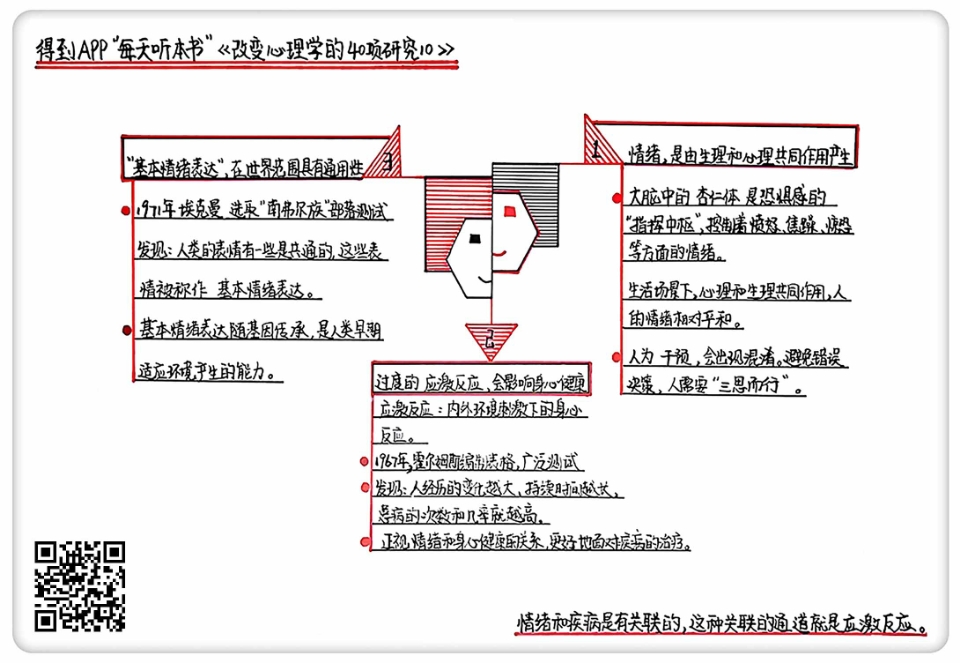 得到APP“每天听本书”《改变心理学的40项研究10》
1
情绪，是由生理和心理共同作用产生
大脑中的 杏仁体 是恐惧感的
“指挥中枢”，控制着愤怒、焦躁、燥怒
等方面的情绪。
生活场景下，心理和生理共同作用，人
的情绪相对平和。
人为 干预，会出现混淆。避免错误
决策，人需要“三思而行”。
2
过度的 应激反应、会影响身心健康
应激反应：内外环境刺激下的身心
反应。
1967年，霍尔姆斯编制表格，广泛测试
发现：人经历的变化越大、持续时间越长，
患病的次数和几率就越高。
正视情绪和身心健康的关系，更好地面对疾病的治疗。
3
“基本情绪表达”，在世界范围具有通用性
1971年 埃克曼 选取“南弗尔族”部落测试
发现：人类的表情有一些是共通的，这些表
情被称作 基本情绪表达。
基本情绪表达随基因传承，是人类早期
适应环境产生的能力。
情绪和疾病是有关联的，这种关联的通道就是应激反应。